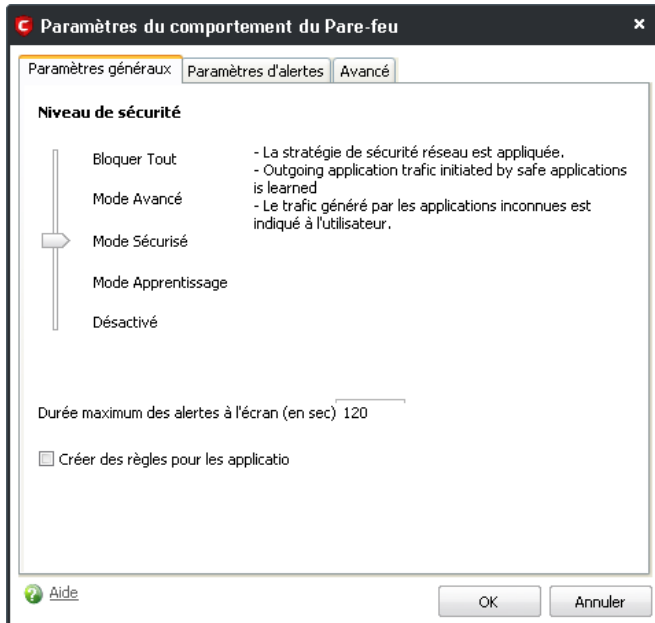 Paramètres du comportement du Pare-feu
Paramètres généraux
Paramètres d'alertes
Avancé
Niveau de sécurité
Bloquer Tout
Mode Avancé
Mode Sécurisé
Mode Apprentissage
Désactivé
- La stratégie de sécurité réseau est appliquée.
- Outgoing application trafic initiated by safe applications
is learned
- Le trafic généré par les applications inconnues est
indiqué à l'utilisateur.
Durée maximum des alertes à l'écran (en sec) 120
Créer des règles pour les applicatio
Aide
OK
Annuler